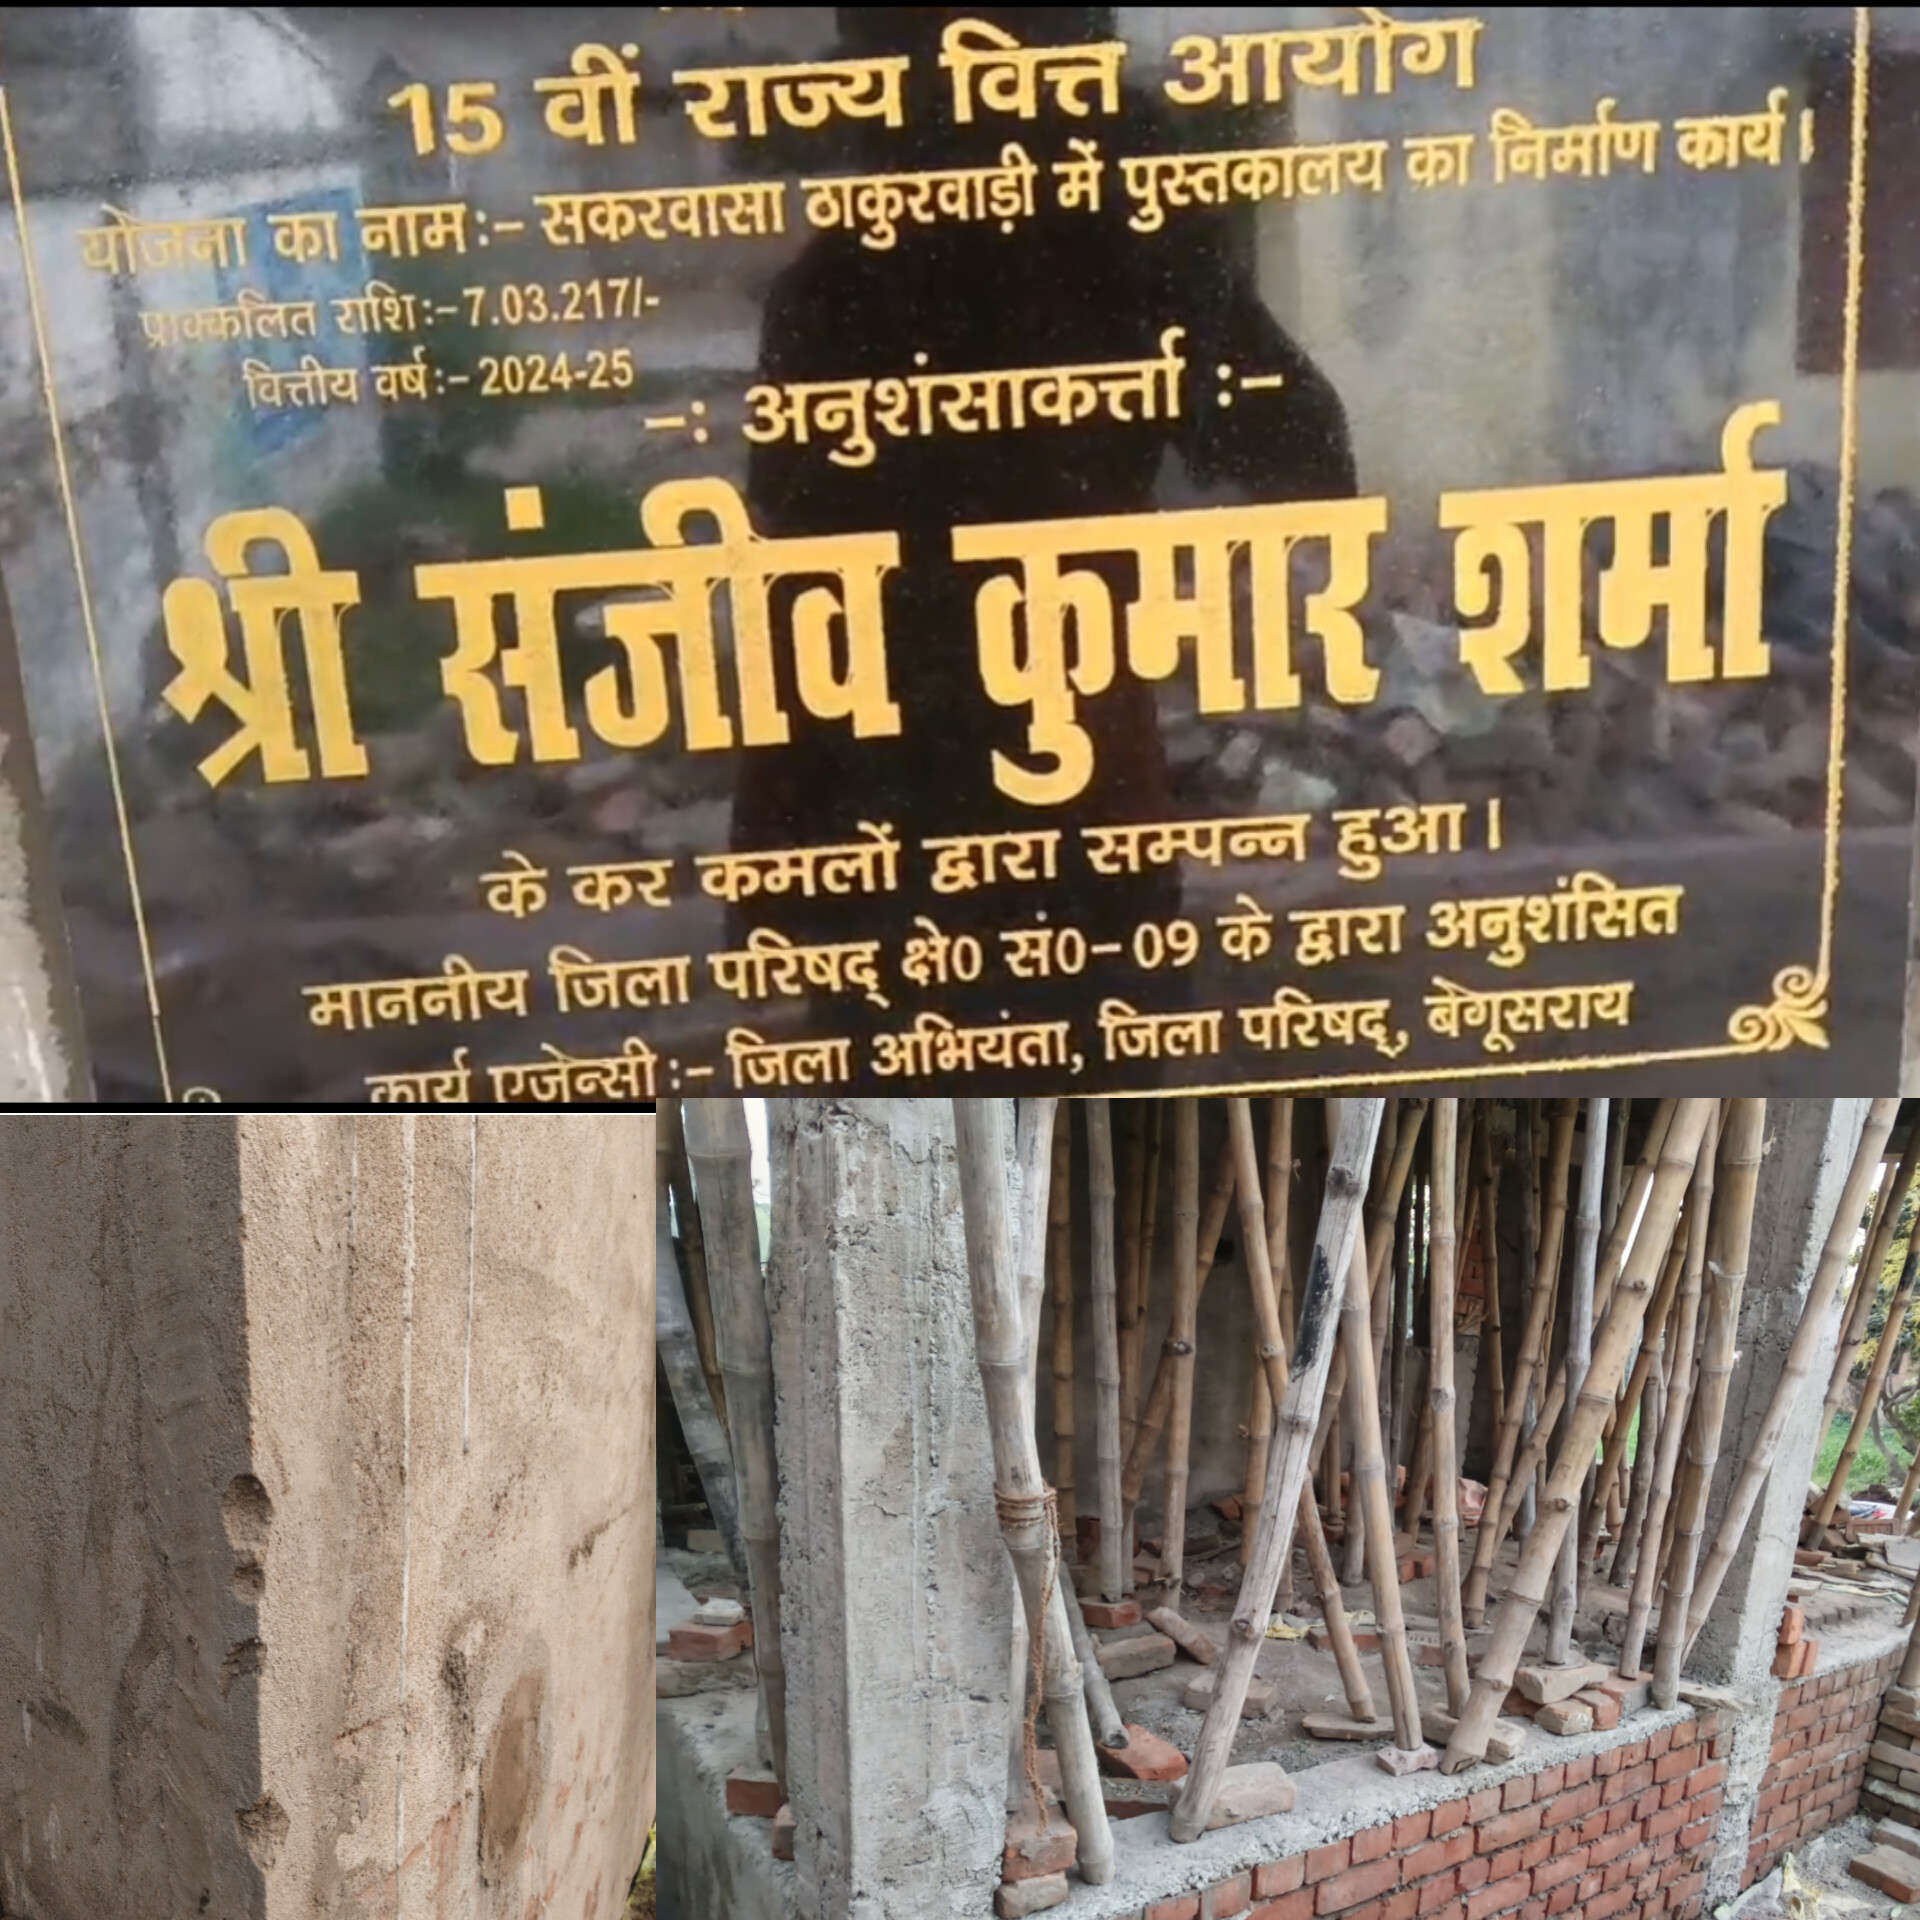 15 वीं राज्य वित्त आयोग
योजना का नाम :- सकरवासा ठाकुरवाड़ी में पुस्तकालय का निर्माण कार्य।
प्राक्कलित राशि :- 7.03.217/-
वित्तीय वर्ष :- 2024-25
-: अनुशंसाकर्त्ता :-
श्री संजीव कुमार शर्मा
के कर कमलों द्वारा सम्पन्न हुआ।
माननीय जिला परिषद् क्षे0 सं0-09 के द्वारा अनुशंसित
कार्य एजेन्सी :- जिला अभियंता, जिला परिषद्, बेगूसराय